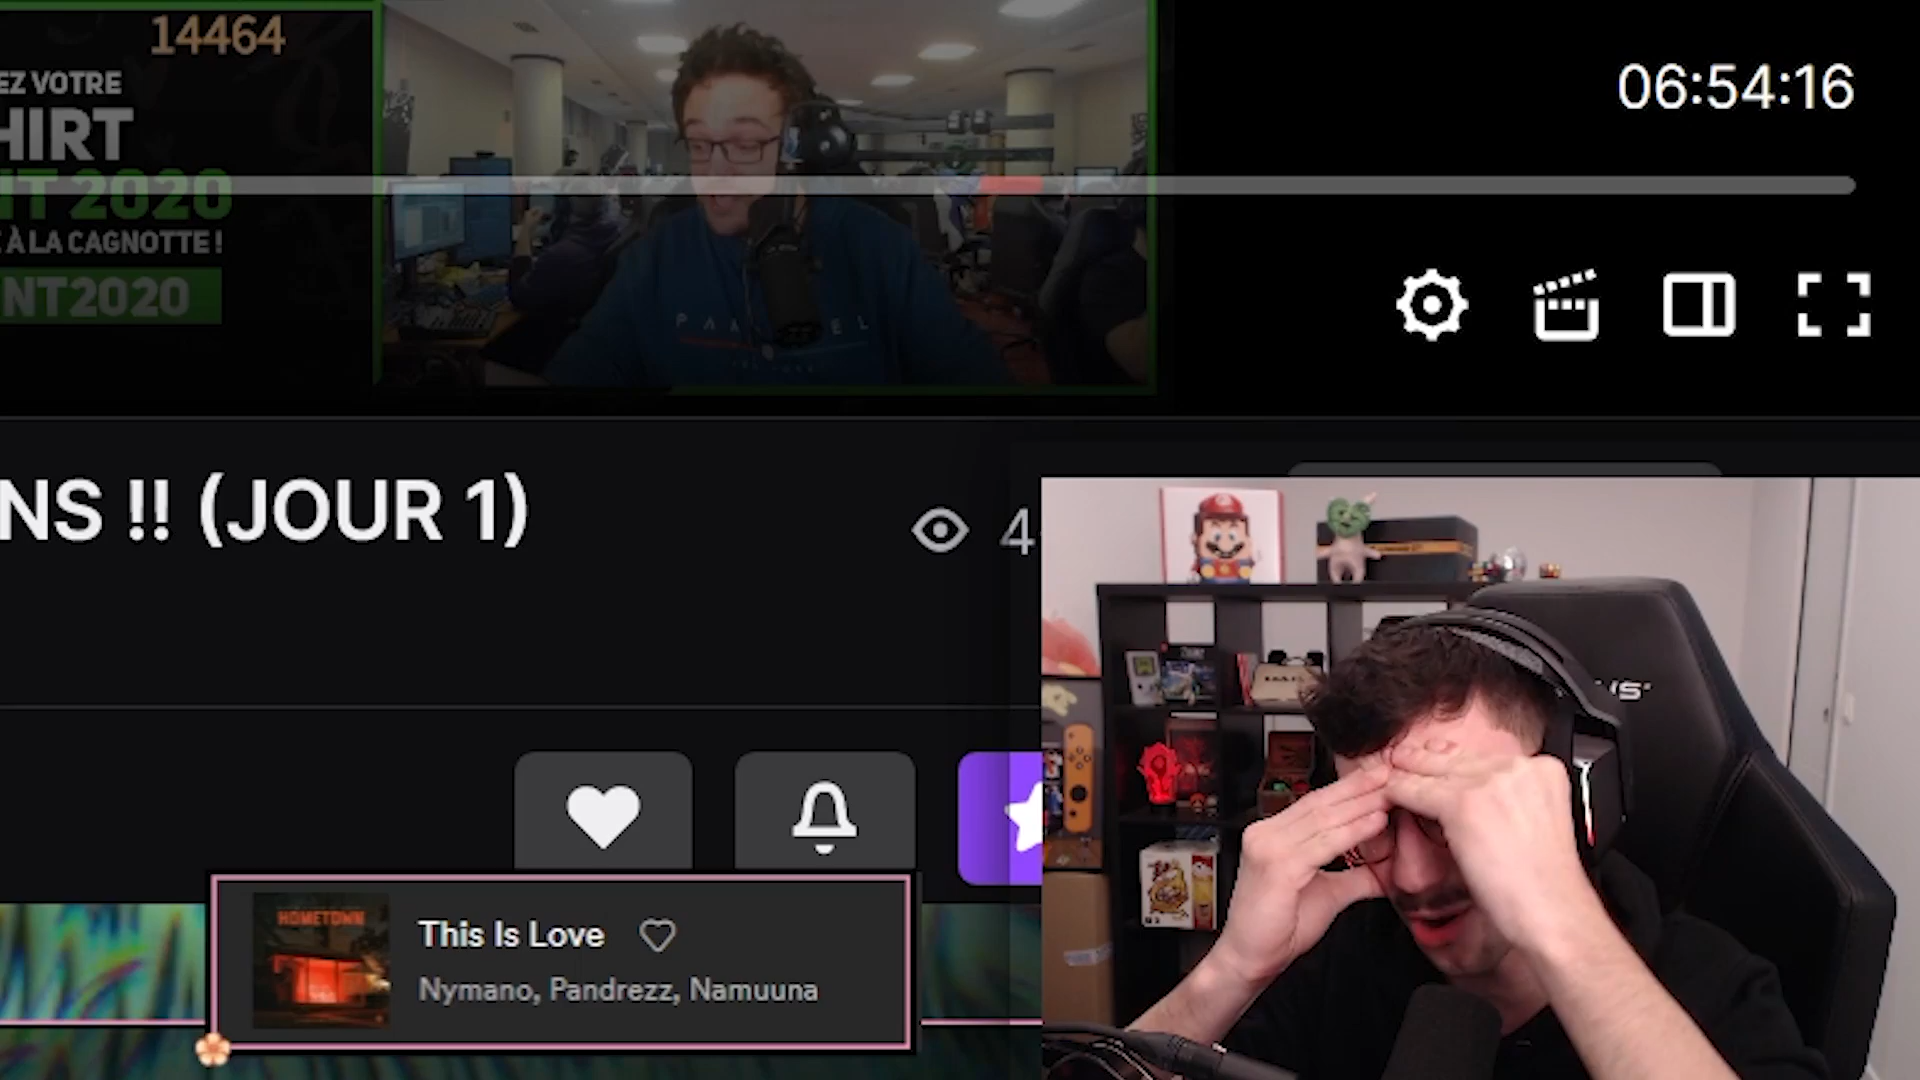 14464
EZ VOTRE
HIRT
NT 2020
À LA CAGNOTTE !
NT2020
06:54:16
NS !! (JOUR 1)
4
HOMETOWN
This Is Love
Nymano, Pandrezz, Namuuna